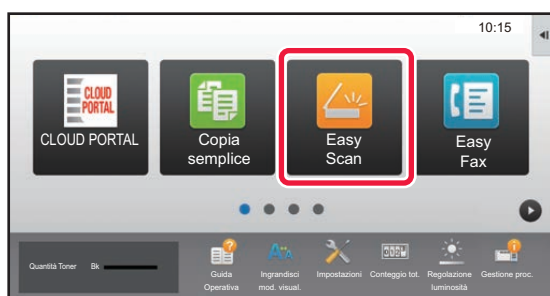 10:15
CLOUD
PORTAL
CLOUD PORTAL
Copia
semplice
Easy
Scan
Easy
Fax
Quantità Toner Bk
Guida
Operativa
Ingrandisci
mod. visual.
Impostazioni
Conteggio tot.
Regolazione
luminosità
Gestione proc.